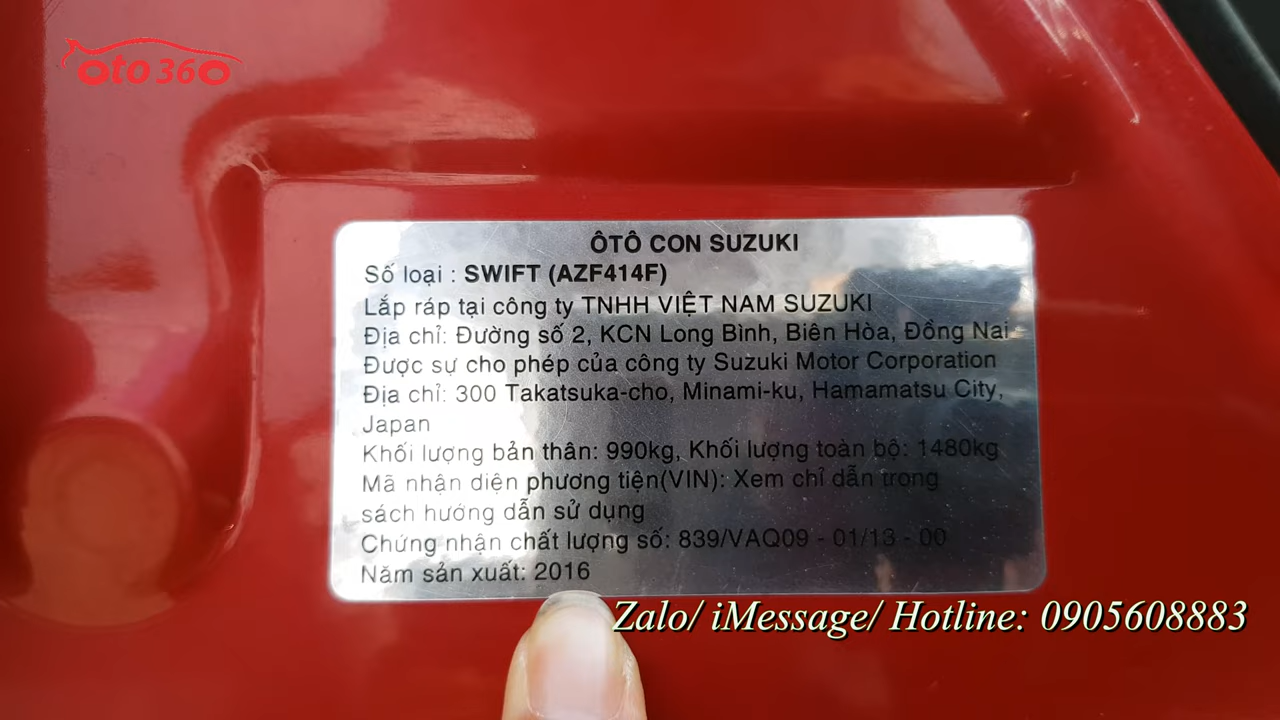 oto360
ÔTÔ CON SUZUKI
Số loại : SWIFT (AZF414F)
Lắp ráp tại công ty TNHH VIỆT NAM SUZUKI
Địa chỉ: Đường số 2, KCN Long Bình, Biên Hòa, Đồng Nai
Được sự cho phép của công ty Suzuki Motor Corporation
Địa chỉ: 300 Takatsuka-cho, Minami-ku, Hamamatsu City,
Japan
Khối lượng bản thân: 990kg, Khối lượng toàn bộ: 1480kg
Mã nhận diện phương tiện(VIN): Xem chỉ dẫn trong
sách hướng dẫn sử dụng
Chứng nhận chất lượng số: 839/VAQ09 - 01/13 - 00
Năm sản xuất: 2016
Zalo/ iMessage/ Hotline: 0905608883